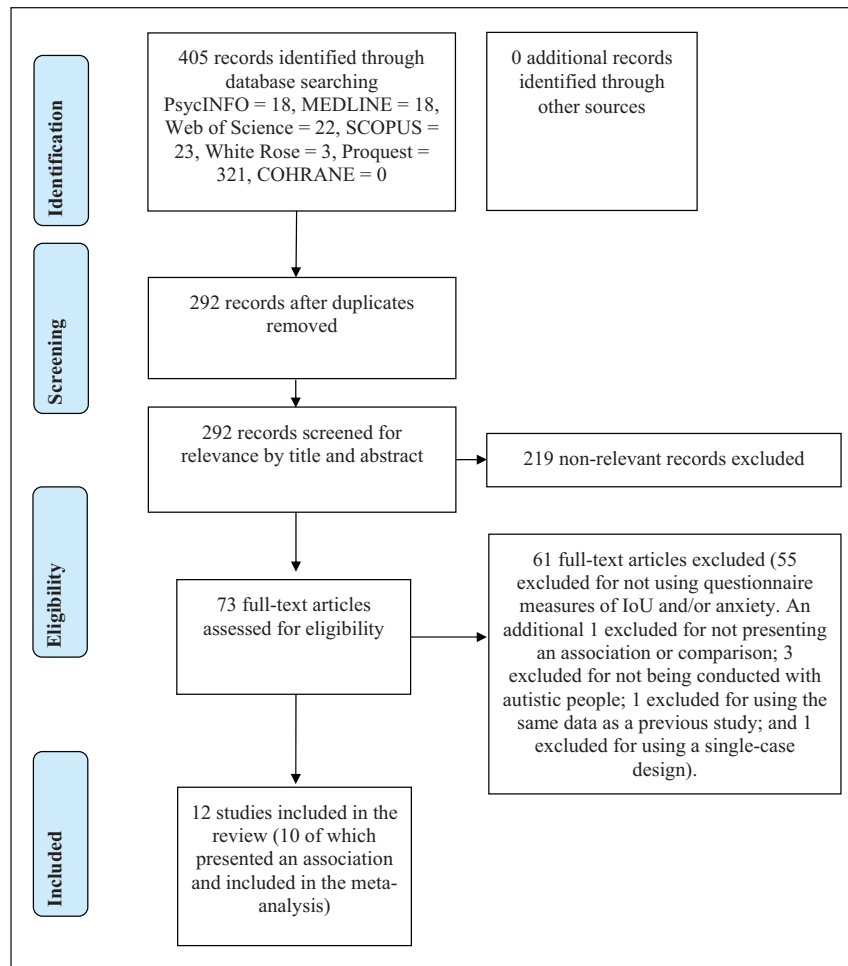 Identification
405 records identified through
database searching
PsycINFO = 18, MEDLINE = 18,
Web of Science = 22, SCOPUS =
23, White Rose = 3, Proquest =
321, COHRANE = 0
0 additional records
identified through
other sources
Screening
292 records after duplicates
removed
292 records screened for
relevance by title and abstract
219 non-relevant records excluded
Eligibility
73 full-text articles
assessed for eligibility
61 full-text articles excluded (55
excluded for not using questionnaire
measures of IoU and/or anxiety. An
additional 1 excluded for not presenting
an association or comparison; 3
excluded for not being conducted with
autistic people; 1 excluded for using the
same data as a previous study; and 1
excluded for using a single-case
design).
Included
12 studies included in the
review (10 of which
presented an association
and included in the meta-
analysis)